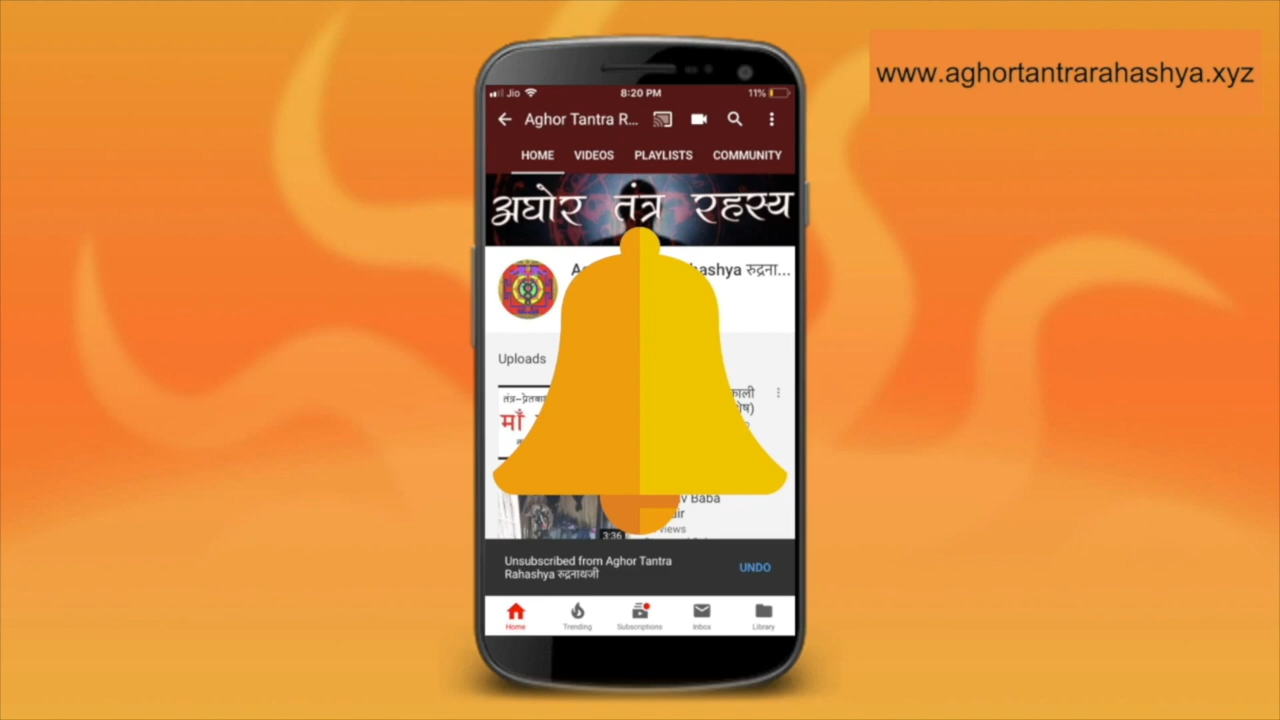 www.aghortantrarahashya.xyz
Jio 8:20 PM 11%
Aghor Tantra R...
HOME VIDEOS PLAYLISTS COMMUNITY
अघोर तंत्र रहस्य
ashya रुद्रना...
Uploads
माँ
काली
Baba
views
3:36
Unsubscribed from Aghor Tantra
Rahashya रुद्रनाथजी
UNDO
Home Trending Subscriptions Inbox Library